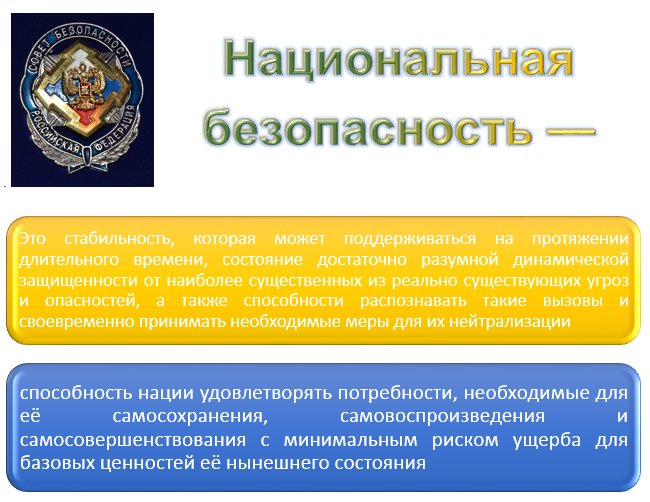 СОВЕТ БЕЗОПАСНОСТИ
РОССИЙСКАЯ ФЕДЕРАЦИЯ
Национальная
безопасность —
.
Это стабильность, которая может поддерживаться на протяжении
длительного времени, состояние достаточно разумной динамической
защищенности от наиболее существенных из реально существующих угроз
и опасностей, а также способности распознавать такие вызовы и
своевременно принимать необходимые меры для их нейтрализации
способность нации удовлетворять потребности, необходимые для
её самосохранения, самовоспроизведения и
самосовершенствования с минимальным риском ущерба для
базовых ценностей её нынешнего состояния